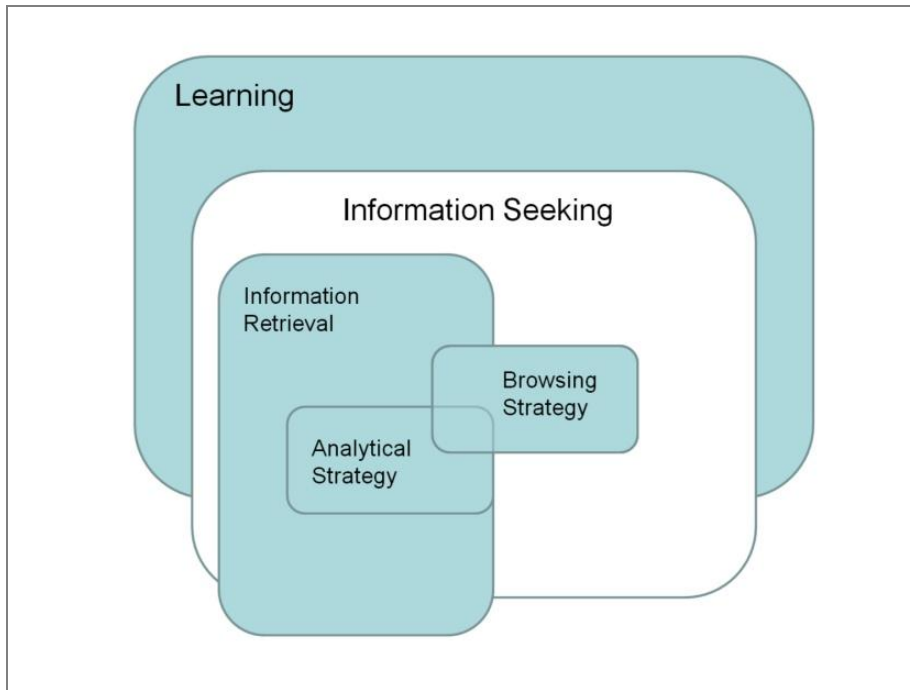 Learning
Information Seeking
Information
Retrieval
Browsing
Strategy
Analytical
Strategy